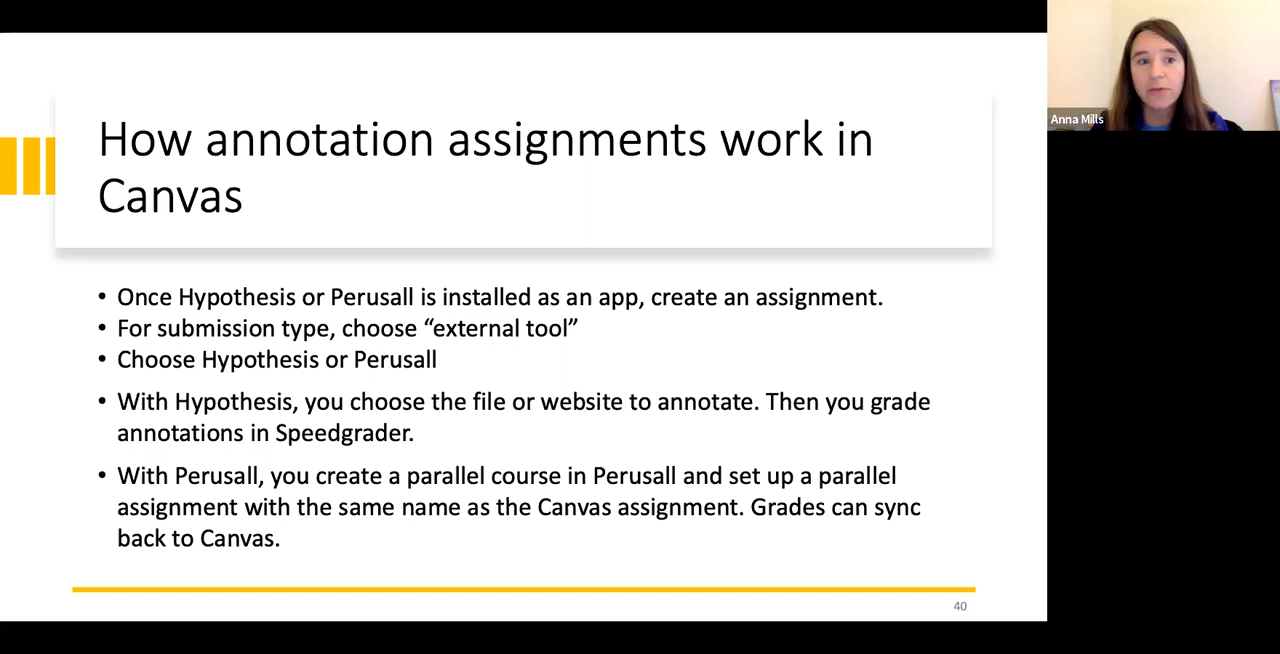 How annotation assignments work in
Canvas
• Once Hypothesis or Perusall is installed as an app, create an assignment.
• For submission type, choose “external tool”
• Choose Hypothesis or Perusall
• With Hypothesis, you choose the file or website to annotate. Then you grade
annotations in Speedgrader.
• With Perusall, you create a parallel course in Perusall and set up a parallel
assignment with the same name as the Canvas assignment. Grades can sync
back to Canvas.
40
Anna Mills